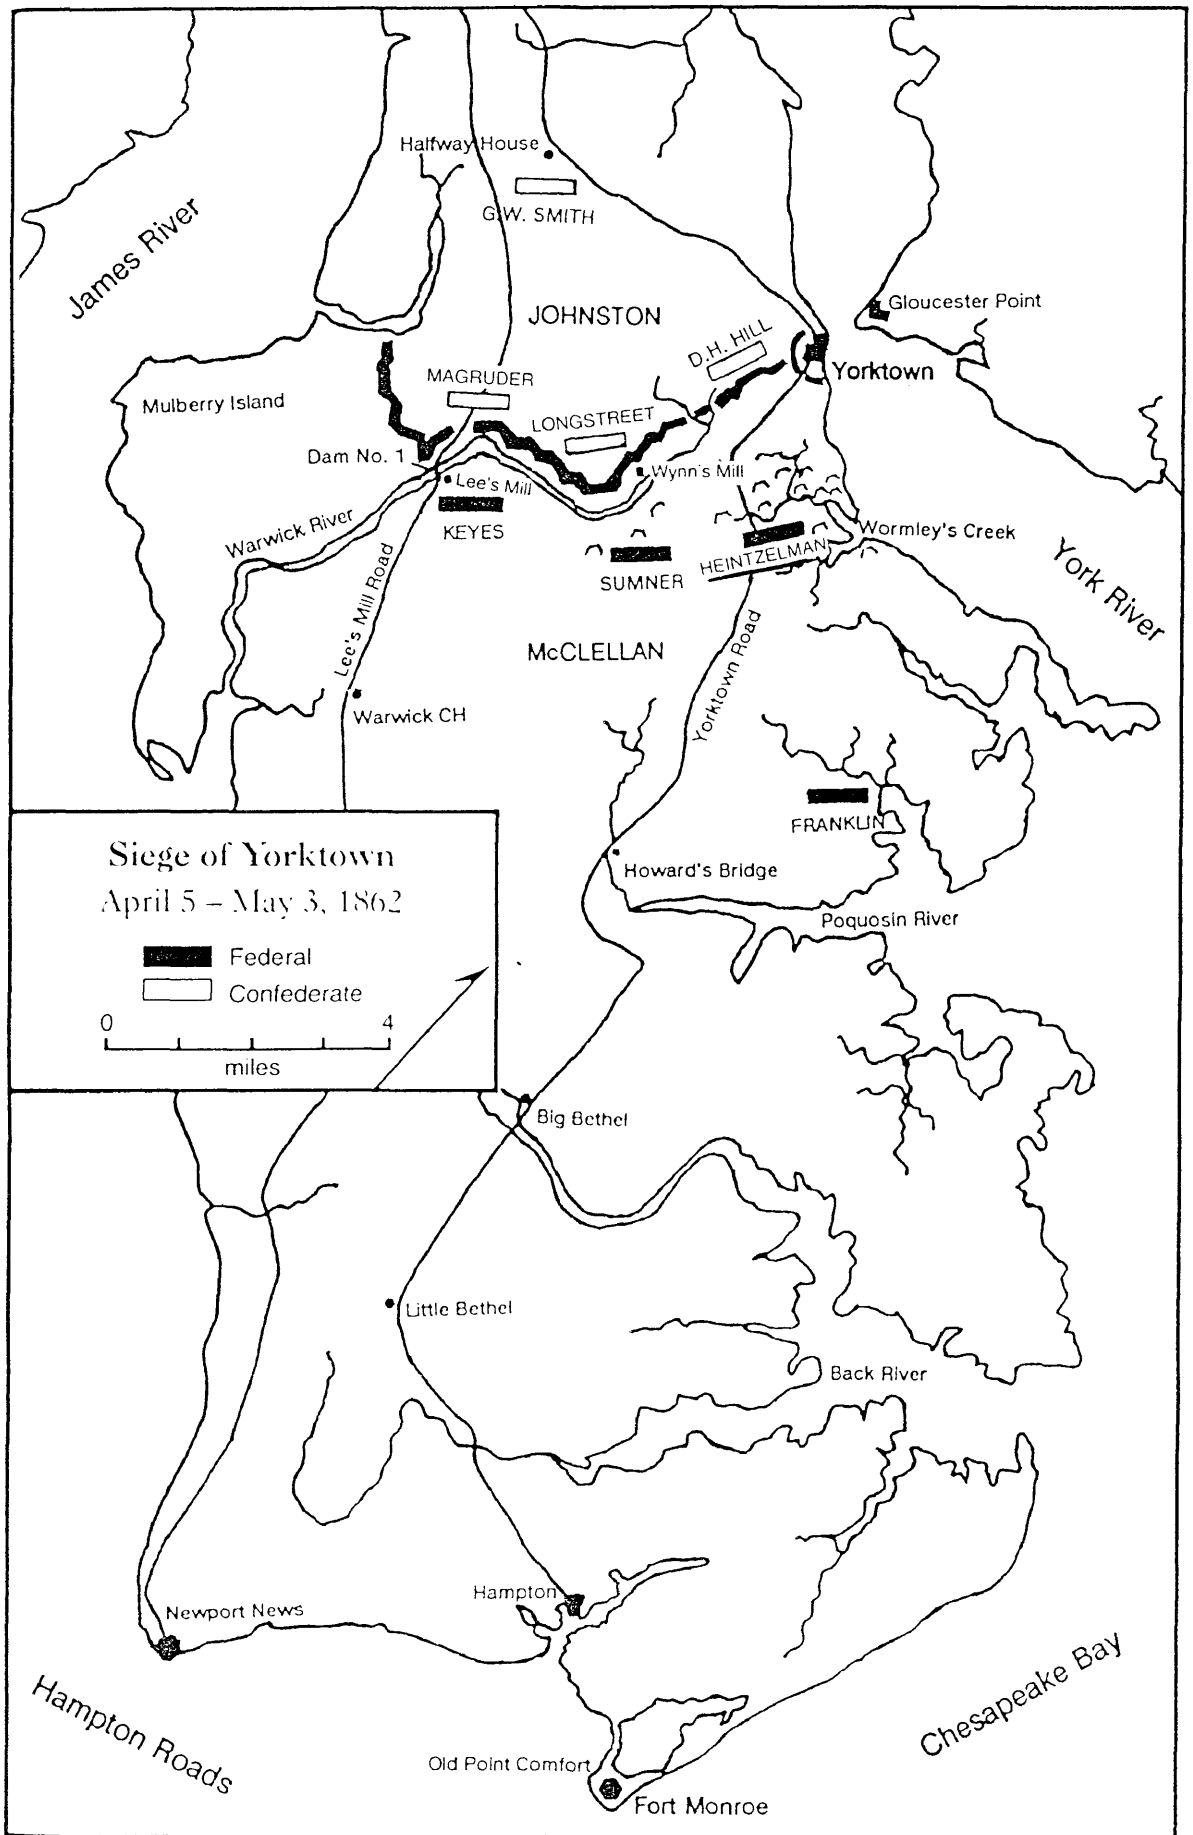 Halfway House
G.W. SMITH
James River
JOHNSTON
Gloucester Point
D.H. HILL
Yorktown
MAGRUDER
Mulberry Island
LONGSTREET
Dam No. 1
Wynn's Mill
Lee's Mill
KEYES
Warwick River
Wormley's Creek
HEINTZELMAN
SUMNER
York River
Lee's Mill Road
McCLELLAN
Yorktown Road
Warwick CH
FRANKLIN
Siege of Yorktown
April 5 – May 3, 1862
Federal
Confederate
0 4
miles
Howard's Bridge
Poquosin River
Big Bethel
Little Bethel
Back River
Hampton
Newport News
Hampton Roads
Chesapeake Bay
Old Point Comfort
Fort Monroe